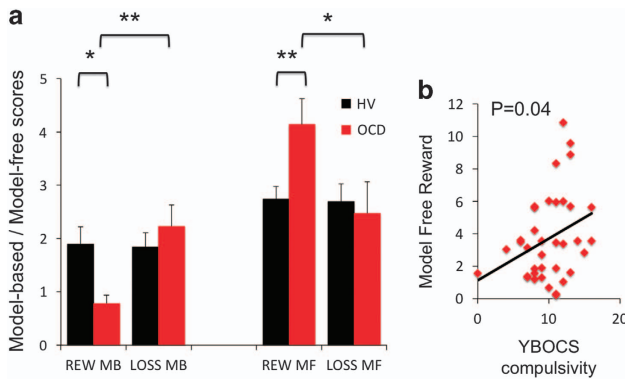 a
**
*
*
**
Model-based / Model-free scores
5
4
3
2
1
0
HV
OCD
REW MB LOSS MB REW MF LOSS MF
b
P=0.04
Model Free Reward
12
10
8
6
4
2
0
0 10 20
YBOCS
compulsivity